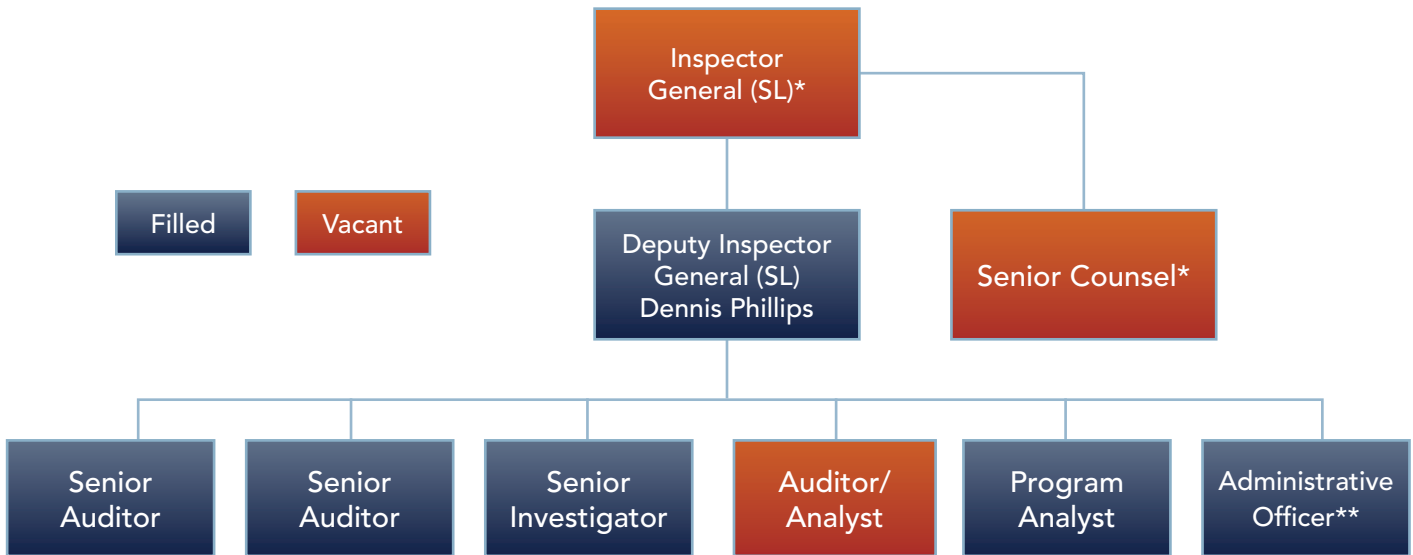 Inspector
General (SL)*
Filled
Vacant
Deputy Inspector
General (SL)
Dennis Phillips
Senior Counsel*
Senior
Auditor
Senior
Auditor
Senior
Investigator
Auditor/
Analyst
Program
Analyst
Administrative
Officer**